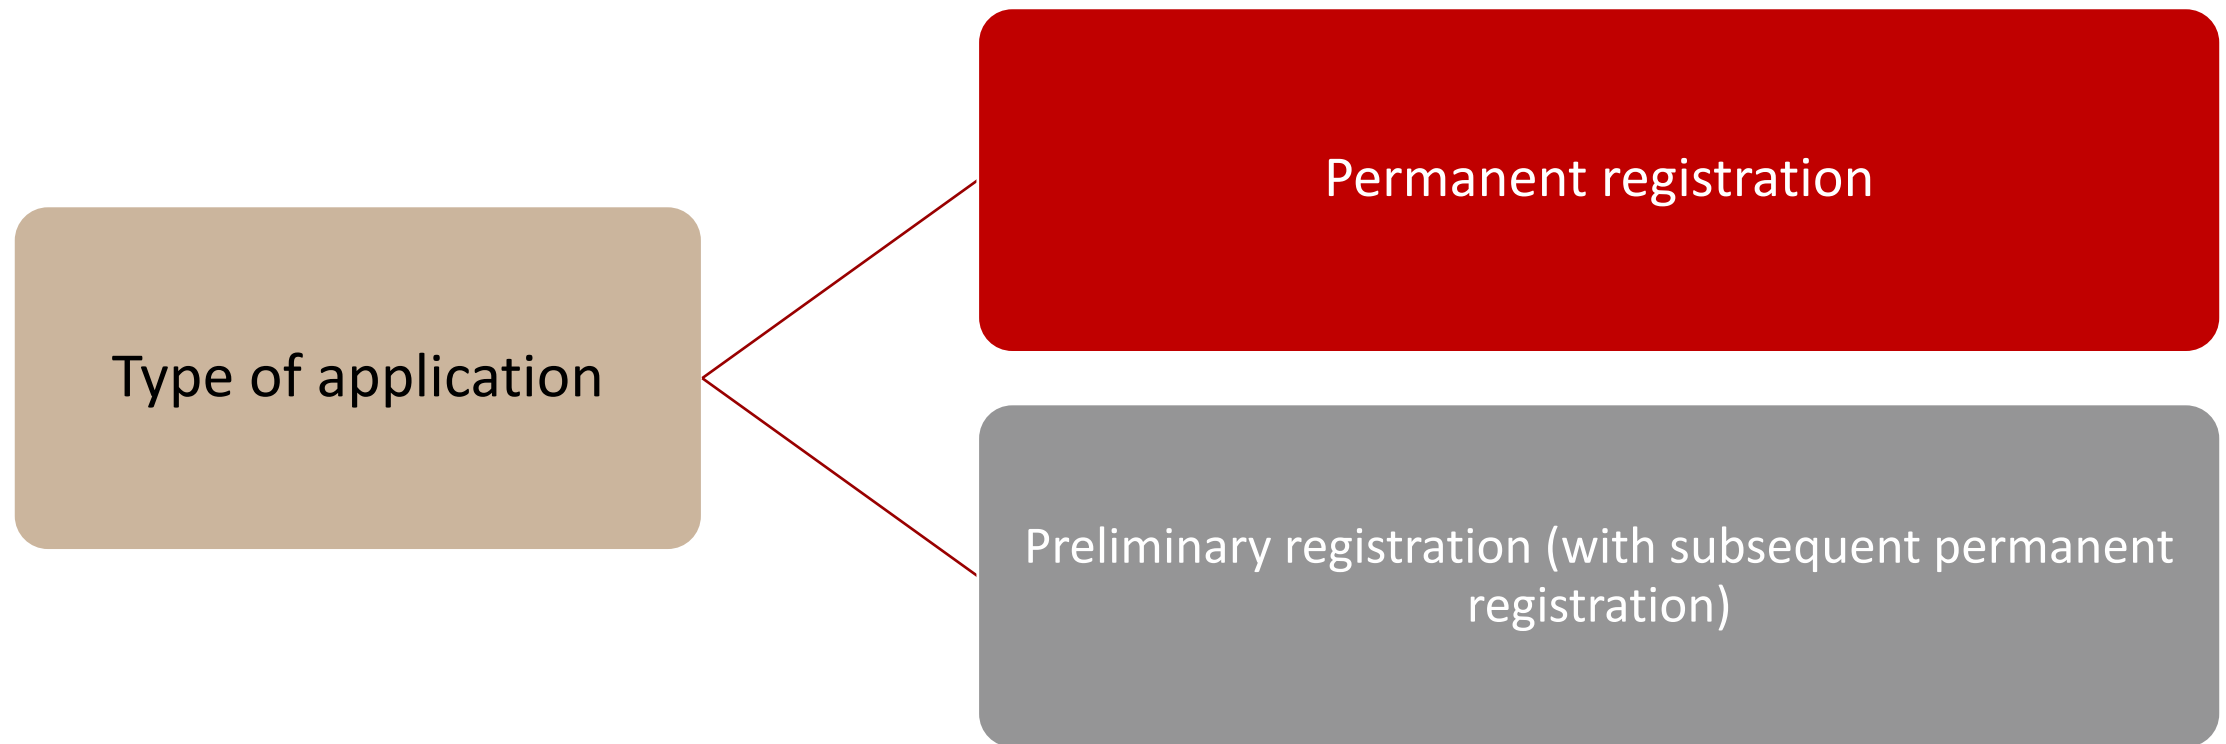 Permanent registration
Type of application
Preliminary registration (with subsequent permanent
registration)